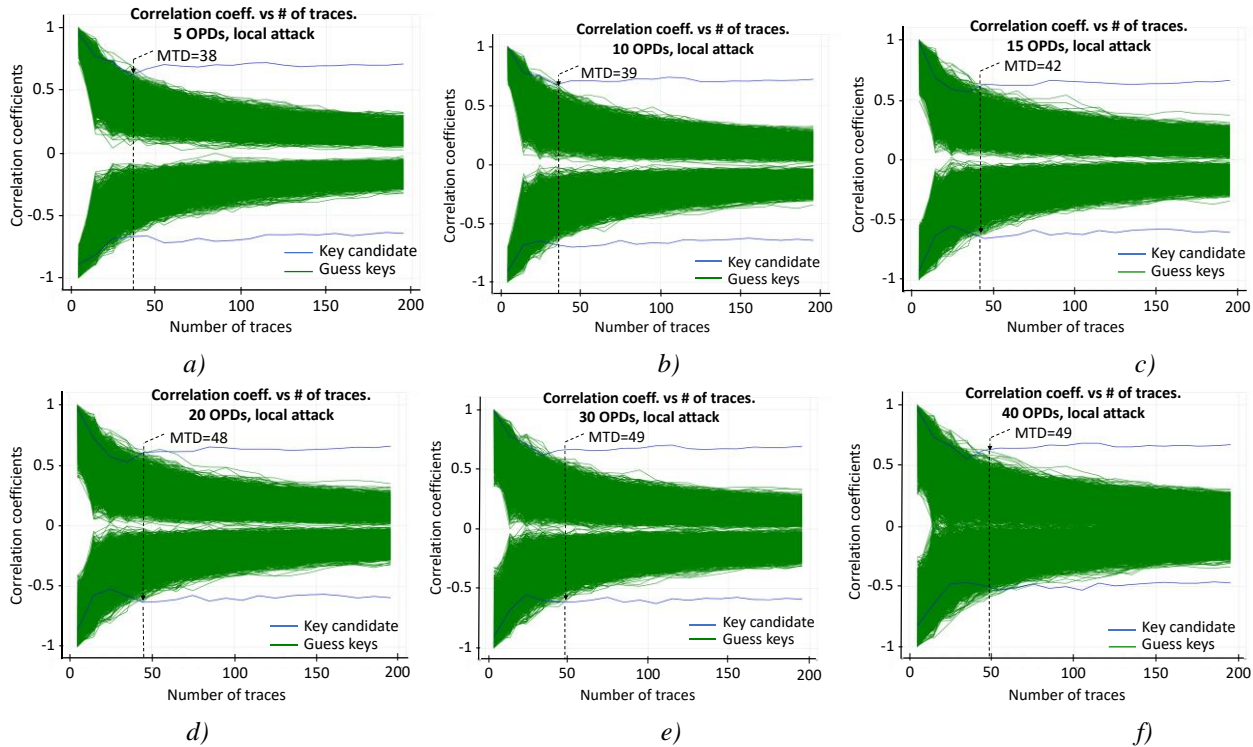 Correlation coeff. vs # of traces.
5 OPDs, local attack
MTD=38
1
0.5
0
-0.5
-1
Correlation coefficients
Key candidate
Guess keys
0
50
100
150
200
Number of traces
a)
Correlation coeff. vs # of traces.
10 OPDs, local attack
MTD=39
1
0.5
0
-0.5
-1
Correlation coefficients
Key candidate
Guess keys
0
50
100
150
200
Number of traces
b)
Correlation coeff. vs # of traces.
15 OPDs, local attack
MTD=42
1
0.5
0
-0.5
-1
Correlation coefficients
Key candidate
Guess keys
0
50
100
150
200
Number of traces
c)
Correlation coeff. vs # of traces.
20 OPDs, local attack
MTD=48
1
0.5
0
-0.5
-1
Correlation coefficients
Key candidate
Guess keys
0
50
100
150
200
Number of traces
d)
Correlation coeff. vs # of traces.
30 OPDs, local attack
MTD=49
1
0.5
0
-0.5
-1
Correlation coefficients
Key candidate
Guess keys
0
50
100
150
200
Number of traces
e)
Correlation coeff. vs # of traces.
40 OPDs, local attack
MTD=49
1
0.5
0
-0.5
-1
Correlation coefficients
Key candidate
Guess keys
0
50
100
150
200
Number of traces
f)